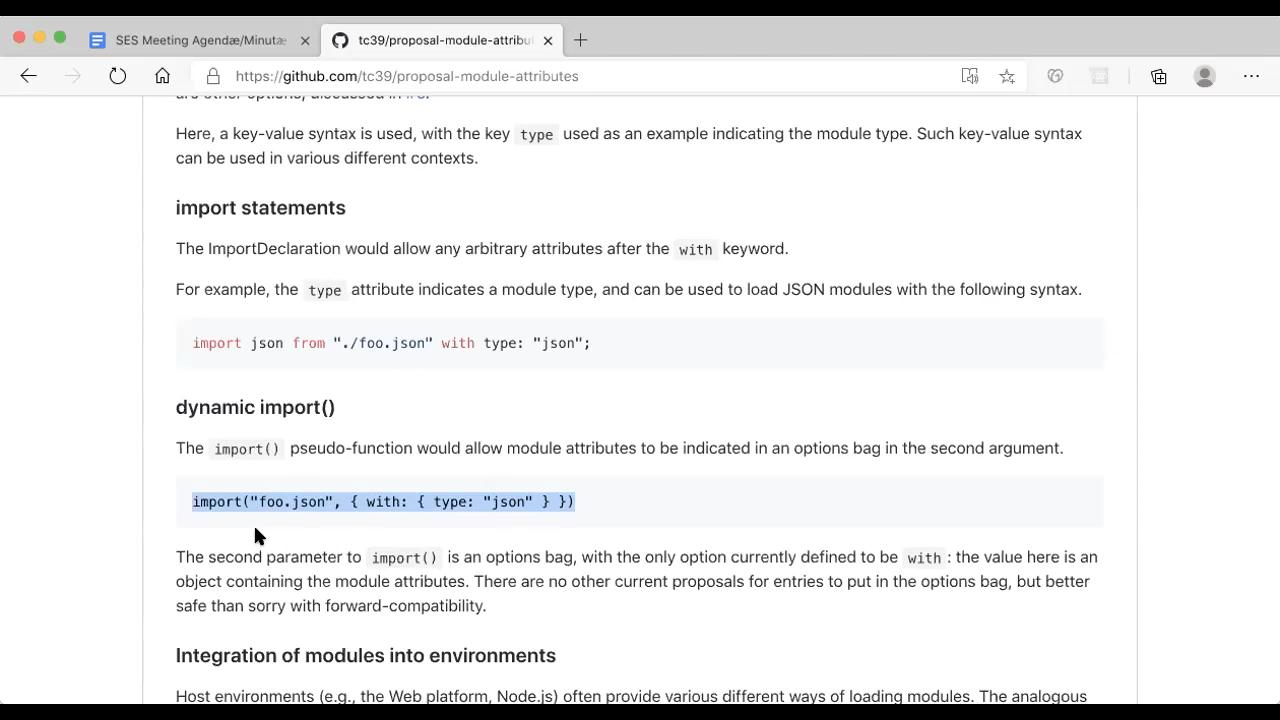 SES Meeting Agendæ/Minutæ
tc39/proposal-module-attribu
https://github.com/tc39/proposal-module-attributes
are other options, discussed in
Here, a key-value syntax is used, with the key type used as an example indicating the module type. Such key-value syntax
can be used in various different contexts.
import statements
The ImportDeclaration would allow any arbitrary attributes after the with keyword.
For example, the type attribute indicates a module type, and can be used to load JSON modules with the following syntax.
import json from "./foo.json" with type: "json";
dynamic import()
The import() pseudo-function would allow module attributes to be indicated in an options bag in the second argument.
import("foo.json", { with: { type: "json" } })
The second parameter to import() is an options bag, with the only option currently defined to be with: the value here is an
object containing the module attributes. There are no other current proposals for entries to put in the options bag, but better
safe than sorry with forward-compatibility.
Integration of modules into environments
Host environments (e.g., the Web platform, Node.js) often provide various different ways of loading modules. The analogous